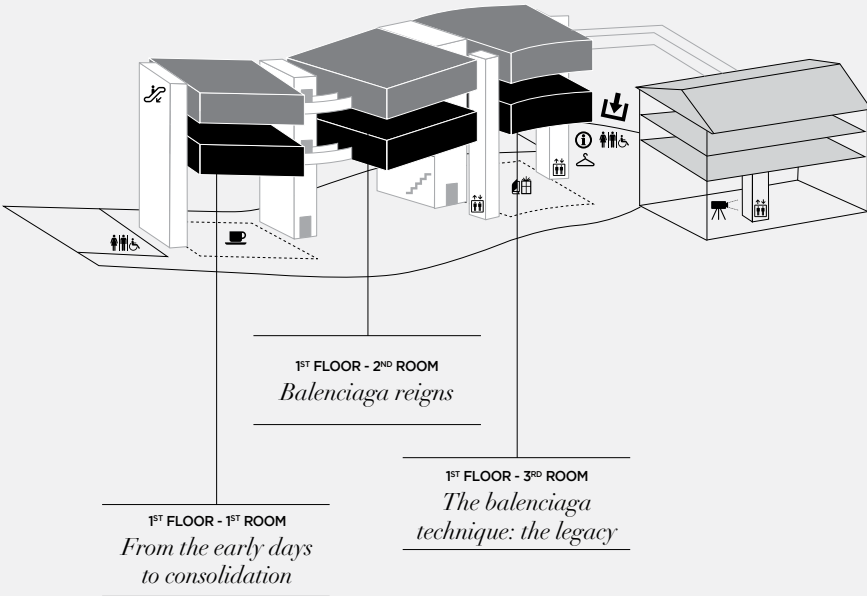 1ST FLOOR - 2ND ROOM
Balenciaga reigns
1ST FLOOR - 3RD ROOM
The balenciaga
technique: the legacy
1ST FLOOR - 1ST ROOM
From the early days
to consolidation